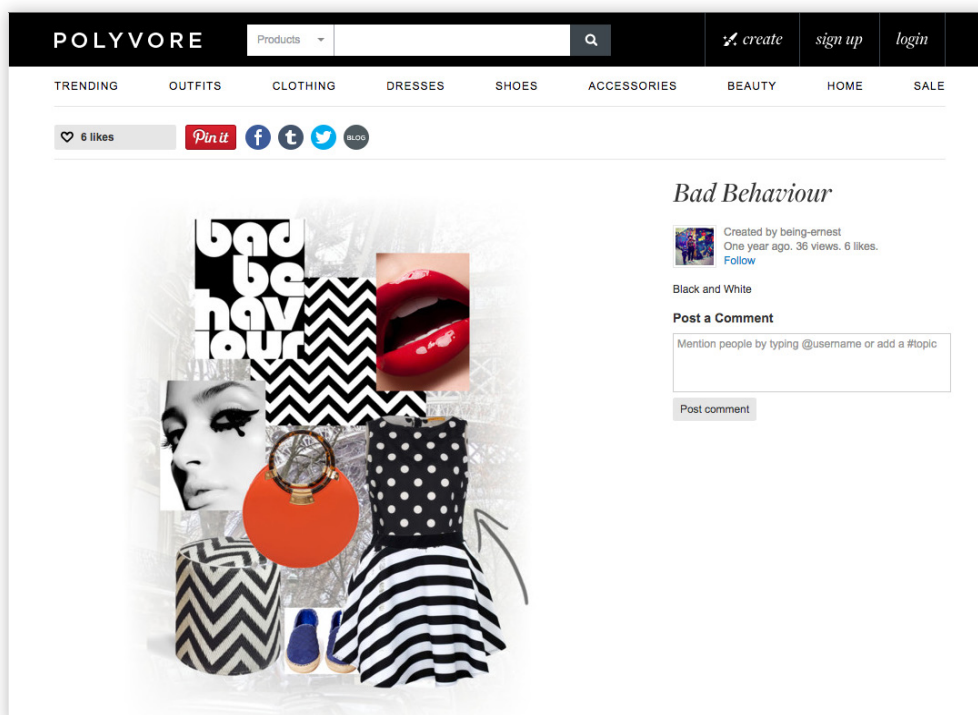 POLYVORE
Products
create
sign up
login
TRENDING
OUTFITS
CLOTHING
DRESSES
SHOES
ACCESSORIES
BEAUTY
HOME
SALE
6 likes
Pin it
f
t
BLOG
bad
be
hav
iour
Bad Behaviour
Created by being-ernest
One year ago. 36 views. 6 likes.
Follow
Black and White
Post a Comment
Mention people by typing @username or add a #topic
Post comment